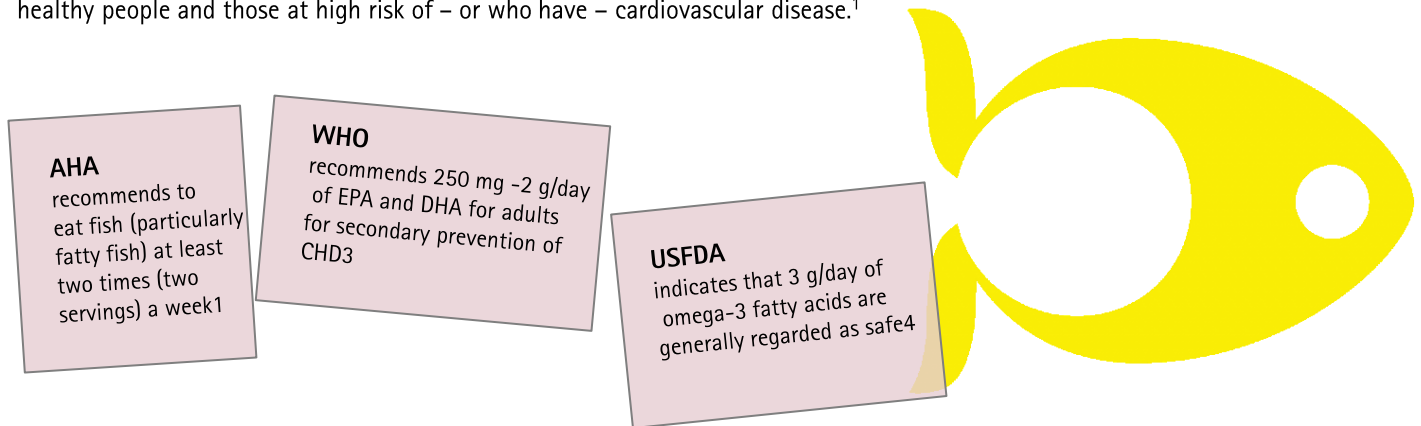 healthy people and those at high risk of – or who have – cardiovascular disease.1
AHA
recommends to
eat fish (particularly
fatty fish) at least
two times (two
servings) a week1
WHO
recommends 250 mg -2 g/day
of EPA and DHA for adults
for secondary prevention of
CHD3
USFDA
indicates that 3 g/day of
omega-3 fatty acids are
generally regarded as safe4